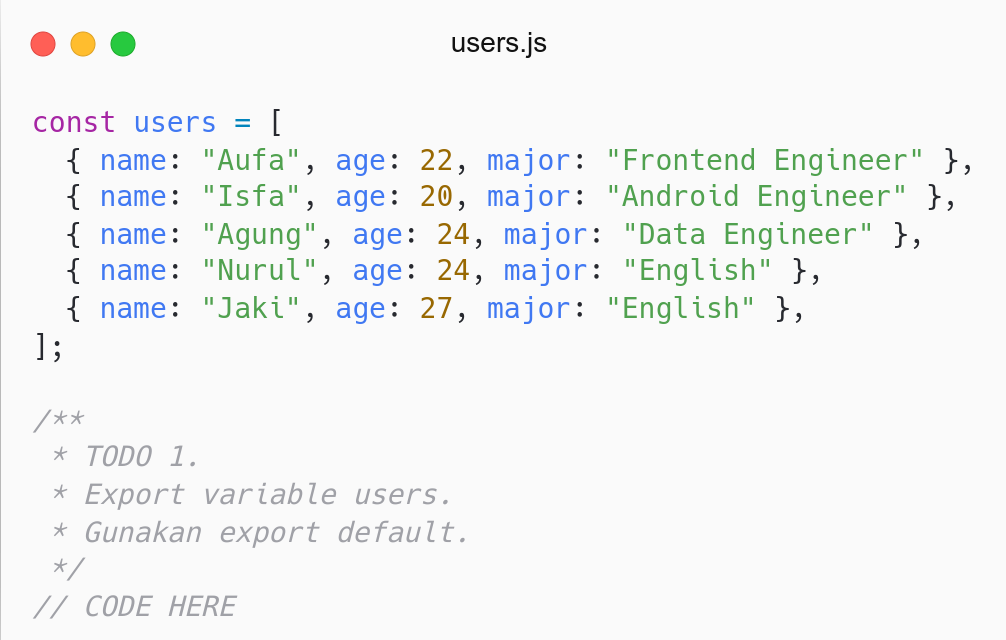 users.js
const users = [
  { name: "Aufa", age: 22, major: "Frontend Engineer" },
  { name: "Isfa", age: 20, major: "Android Engineer" },
  { name: "Agung", age: 24, major: "Data Engineer" },
  { name: "Nurul", age: 24, major: "English" },
  { name: "Jaki", age: 27, major: "English" },
];
/**
 * TODO 1.
 * Export variable users.
 * Gunakan export default.
 */
// CODE HERE